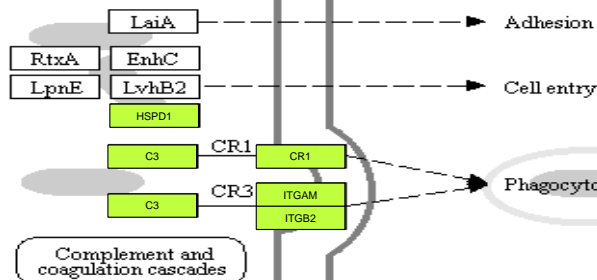 LaiA
Adhesion
RtxA
EnhC
LpnE
LvhB2
Cell entry
HSPD1
C3
CR1
CR1
Phagocyto
C3
CR3
ITGAM
ITGB2
Complement and
coagulation cascades